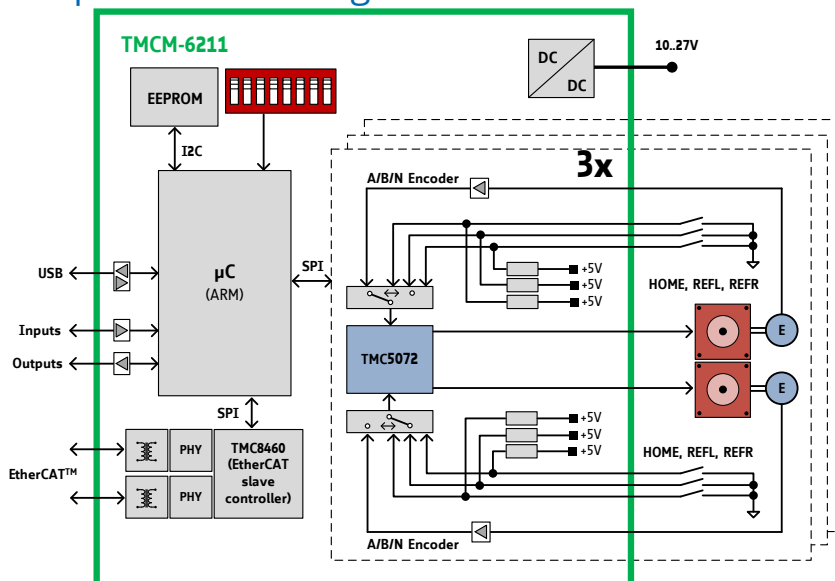 TMCM-6211
DC
DC
10..27V
EEPROM
I2C
3x
A/B/N Encoder
µC
(ARM)
SPI
USB
Inputs
Outputs
+5V
+5V
+5V
HOME, REFL, REFR
E
TMC5072
E
SPI
+5V
+5V
+5V
HOME, REFL, REFR
EtherCAT™
PHY
PHY
TMC8460
(EtherCAT
slave
controller)
A/B/N Encoder